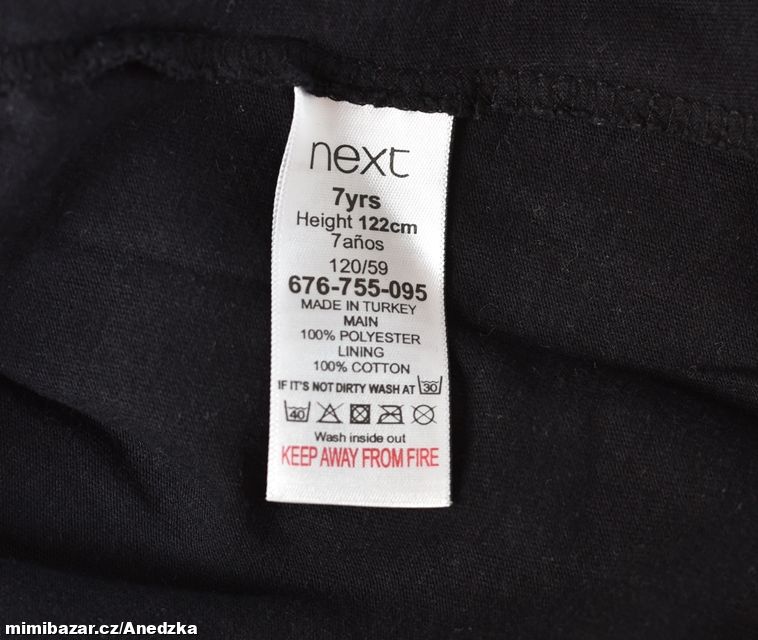 next
7yrs
Height 122cm
7años
120/59
676-755-095
MADE IN TURKEY
MAIN
100% POLYESTER
LINING
100% COTTON
IF IT'S NOT DIRTY WASH AT 30
40
Wash inside out
KEEP AWAY FROM FIRE
mimibazar.cz/Anedzka